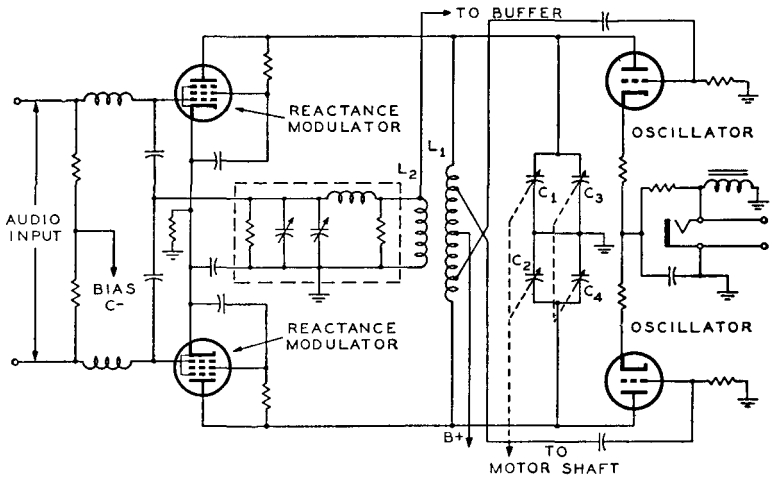 TO BUFFER
REACTANCE
MODULATOR
OSCILLATOR
L2
L1
C1
C3
AUDIO
INPUT
BIAS
C-
C2
C4
REACTANCE
MODULATOR
OSCILLATOR
B+
TO
MOTOR SHAFT